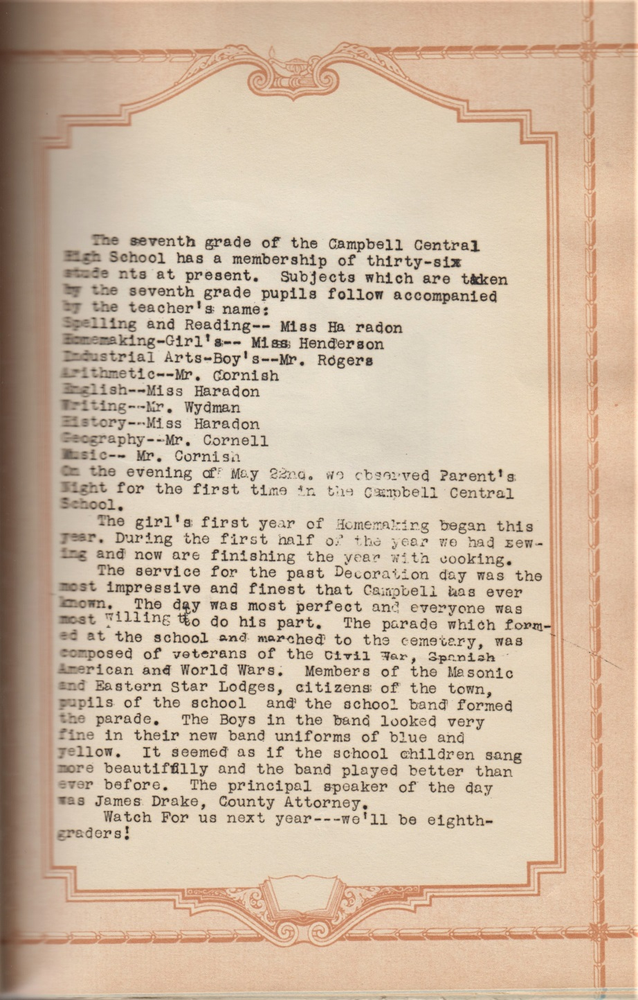 The seventh grade of the Campbell Central
High School has a membership of thirty-six
stude nts at present. Subjects which are taken
by the seventh grade pupils follow accompanied
by the teacher's name:
Spelling and Reading-- Miss Ha radon
Homemaking-Girl's-- Miss Henderson
Industrial Arts-Boy's--Mr. Rogers
Arithmetic--Mr. Cornish
English--Miss Haradon
Writing--Mr. Wydman
History--Miss Haradon
Geography--Mr. Cornell
Music-- Mr. Cornish
On the evening of May 22nd. we observed Parent's
Night for the first time in the Campbell Central
School.
The girl's first year of Homemaking began this
year. During the first half of the year we had sew-
ing and now are finishing the year with cooking.
The service for the past Decoration day was the
most impressive and finest that Campbell has ever
known. The day was most perfect and everyone was
most willing to do his part. The parade which form-
ed at the school and marched to the cemetary, was
composed of veterans of the Civil War, Spanish
American and World Wars. Members of the Masonic
and Eastern Star Lodges, citizens of the town,
pupils of the school and the school band formed
the parade. The Boys in the band looked very
fine in their new band uniforms of blue and
yellow. It seemed as if the school children sang
more beautifully and the band played better than
ever before. The principal speaker of the day
was James Drake, County Attorney.
Watch For us next year---we'll be eighth-
graders!